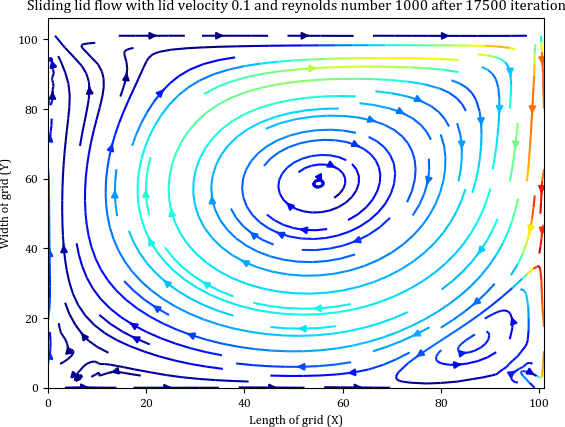 Sliding lid flow with lid velocity 0.1 and reynolds number 1000 after 17500 iteration
100
80
60
40
20
0
Width of grid (Y)
0 20 40 60 80 100
Length of grid (X)